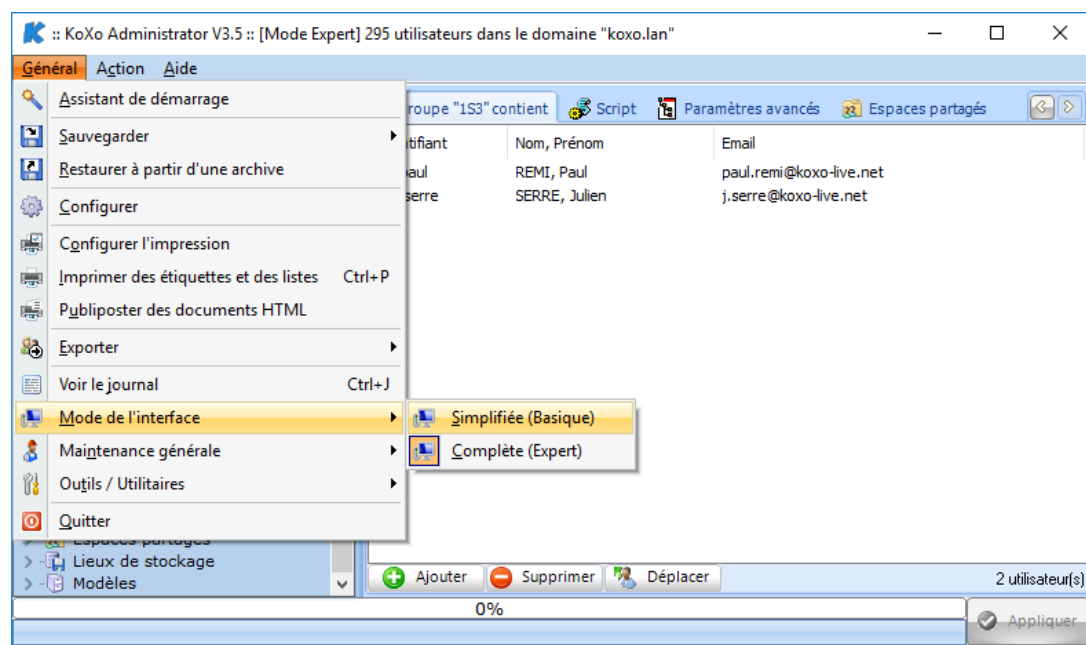 :: KoXo Administrator V3.5 :: [Mode Expert] 295 utilisateurs dans le domaine "koxo.lan"
Général Action Aide
Assistant de démarrage
Sauvegarder
Restaurer à partir d'une archive
Configurer
Configurer l'impression
Imprimer des étiquettes et des listes Ctrl+P
Publiposter des documents HTML
Exporter
Voir le journal Ctrl+J
Mode de l'interface
Maintenance générale
Outils / Utilitaires
Quitter
Simplifiée (Basique)
Complète (Expert)
roupe "1S3" contient Script Paramètres avancés Espaces partagés
tifiant Nom, Prénom Email
aul REMI, Paul paul.remi@koxo-live.net
serre SERRE, Julien j.serre@koxo-live.net
Espaces partagés
Lieux de stockage
Modèles
Ajouter Supprimer Déplacer 2 utilisateur(s)
0%
Appliquer